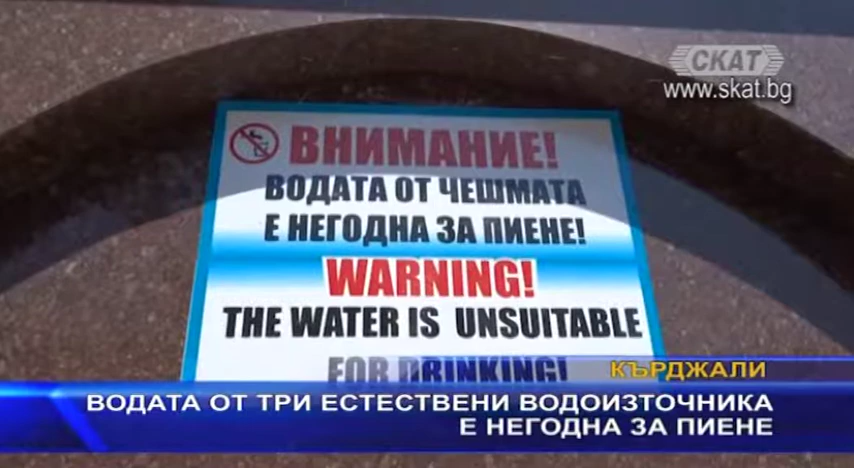 СКАТ
www.skat.bg
ВНИМАНИЕ!
ВОДАТА ОТ ЧЕШМАТА
Е НЕГОДНА ЗА ПИЕНЕ!
WARNING!
THE WATER IS UNSUITABLE
FOR DRINKING!
КЪРДЖАЛИ
ВОДАТА ОТ ТРИ ЕСТЕСТВЕНИ ВОДОИЗТОЧНИКА
Е НЕГОДНА ЗА ПИЕНЕ